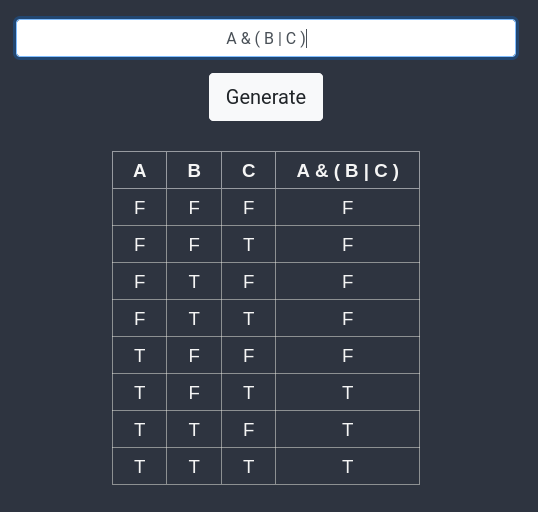 A & ( B | C )
Generate
A B C A & ( B | C )
F F F F
F F T F
F T F F
F T T F
T F F F
T F T T
T T F T
T T T T